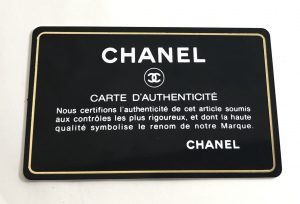 CHANEL
CARTE D'AUTHENTICITÉ
Nous certifions l'authenticité de cet article soumis
aux contrôles les plus rigoureux, et dont la haute
qualité symbolise le renom de notre Marque.
CHANEL